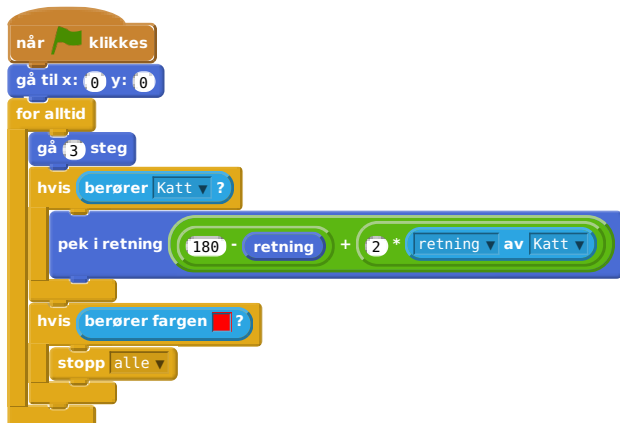 når klikkes
gå til x: 0 y: 0
for alltid
gå 3 steg
hvis berører Katt ?
pek i retning 180 - retning + 2 * retning av Katt
hvis berører fargen ?
stopp alle